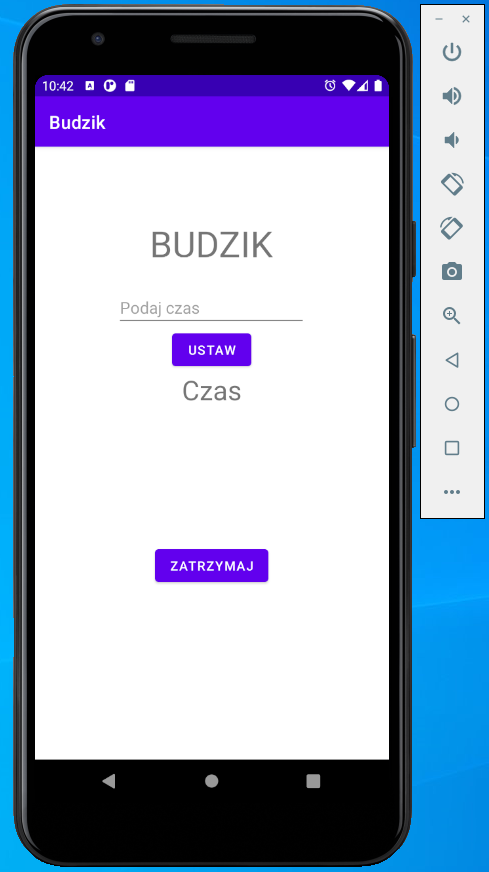 10:42
Budzik
BUDZIK
Podaj czas
USTAW
Czas
ZATRZYMAJ